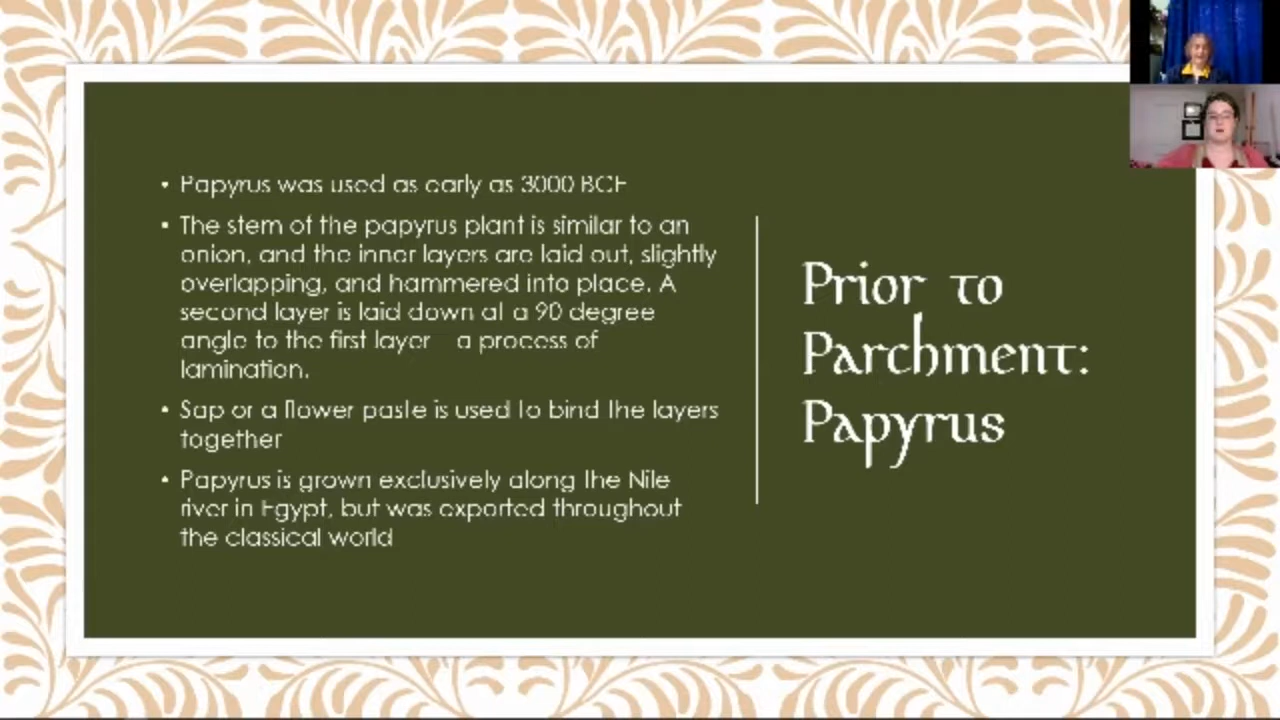 • Papyrus was used as early as 3000 BCE
• The stem of the papyrus plant is similar to an
onion, and the inner layers are laid out, slightly
overlapping, and hammered into place. A
second layer is laid down at a 90 degree
angle to the first layer – a process of
lamination.
• Sap or a flower paste is used to bind the layers
together
• Papyrus is grown exclusively along the Nile
river in Egypt, but was exported throughout
the classical world
Prior to
Parchment:
Papyrus